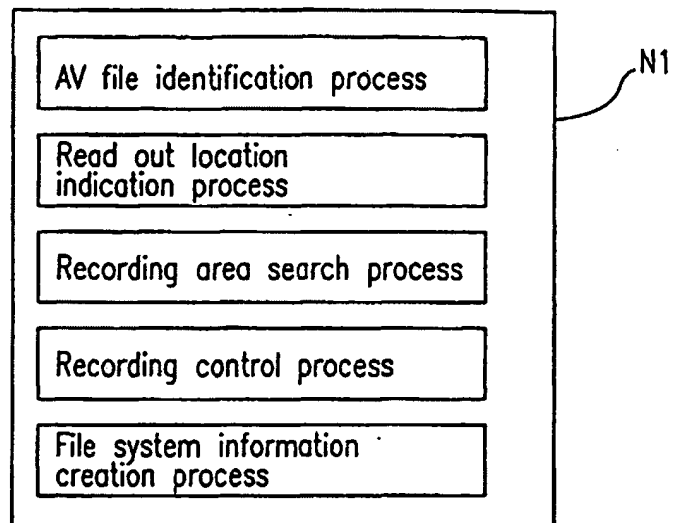 AV file identification process
N1
Read out location
indication process
Recording area search process
Recording control process
File system information
creation process